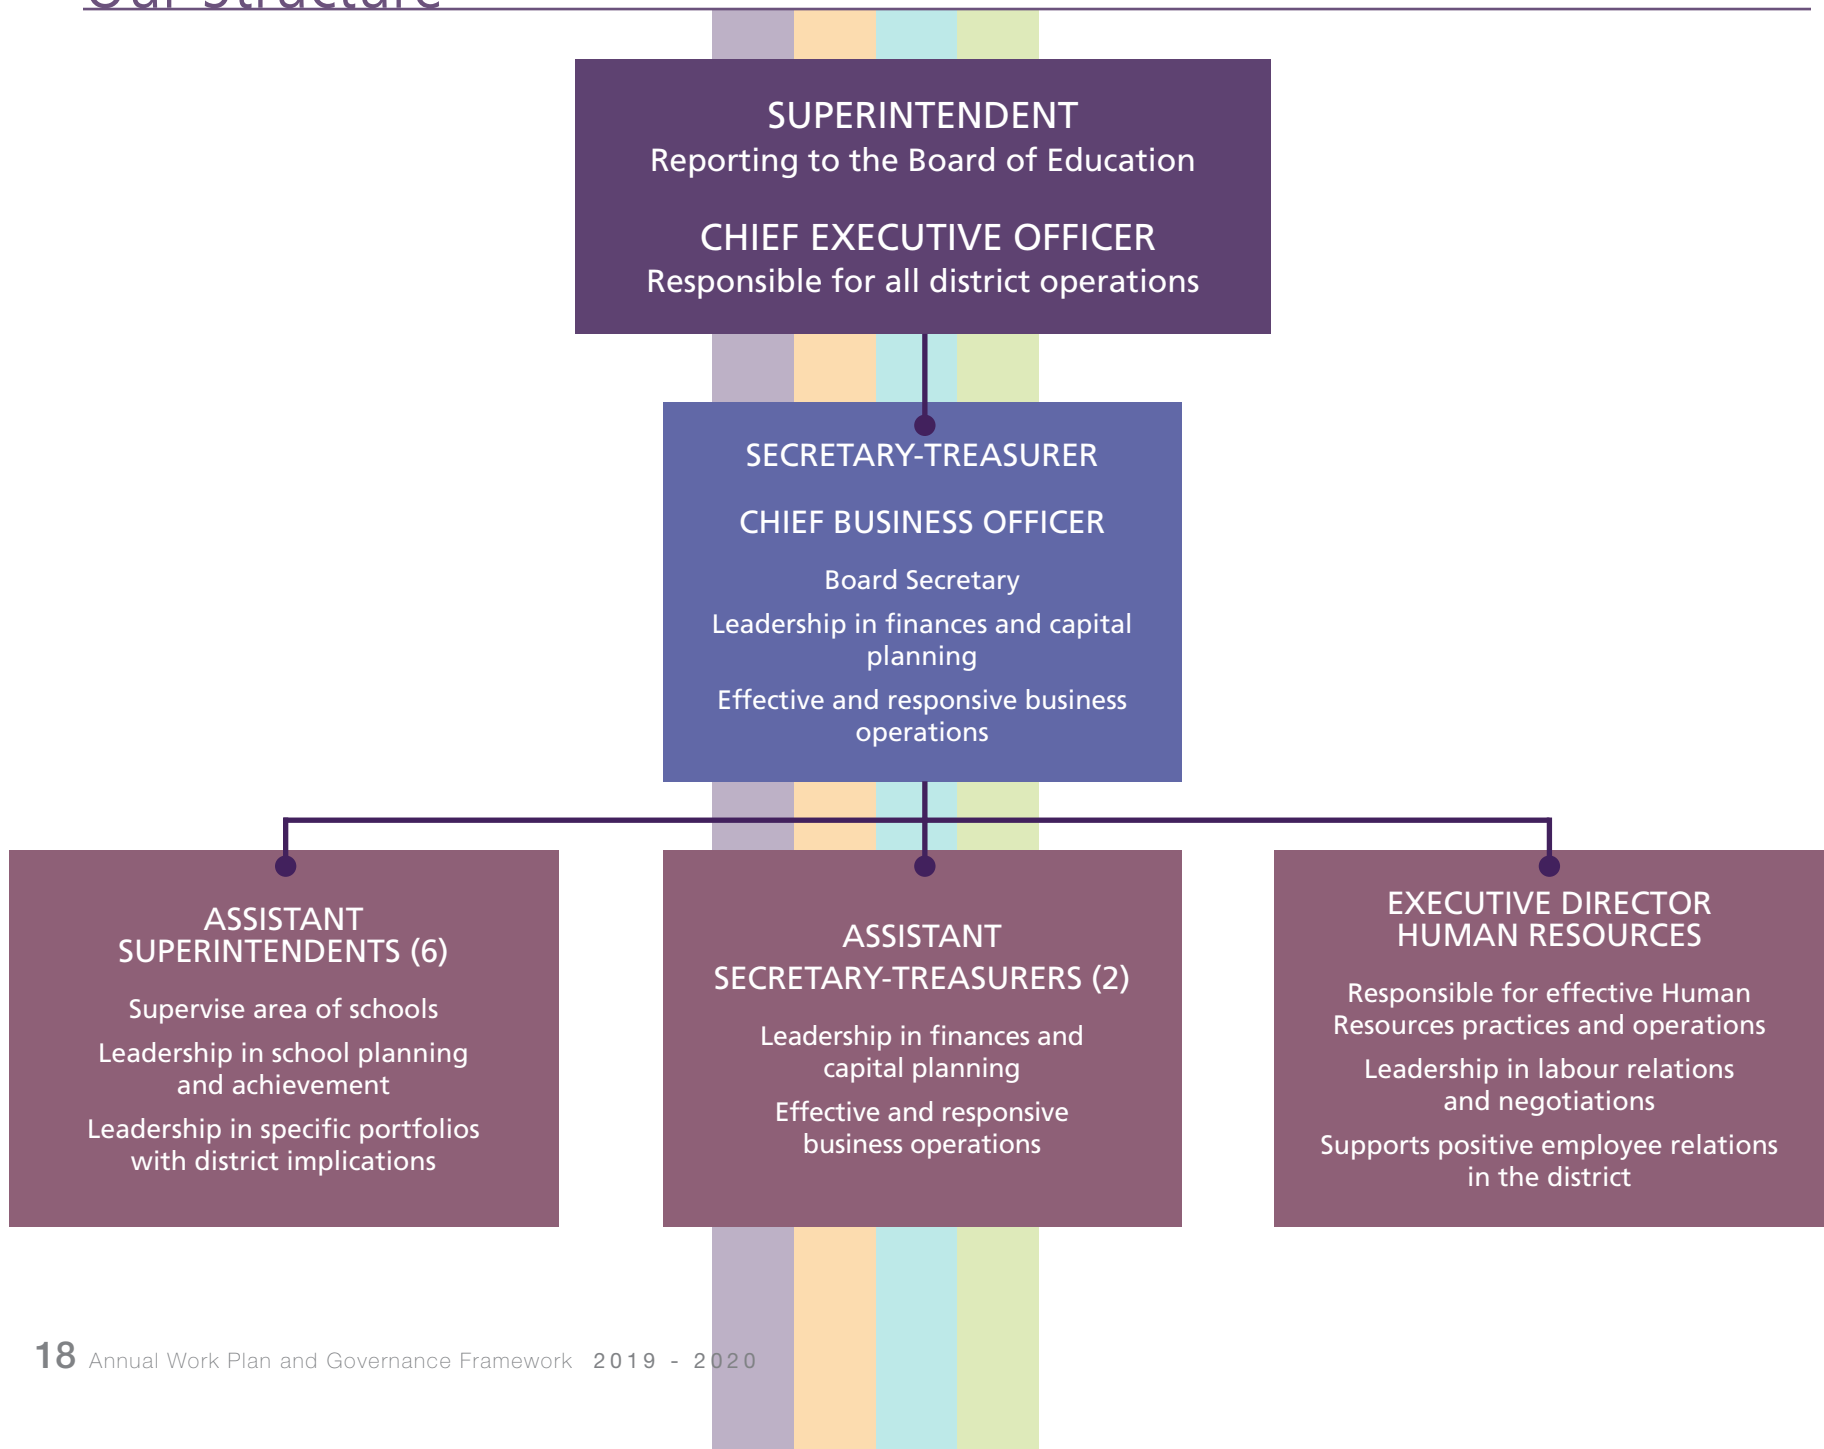 Our Structure
SUPERINTENDENT
Reporting to the Board of Education
CHIEF EXECUTIVE OFFICER
Responsible for all district operations
SECRETARY-TREASURER
CHIEF BUSINESS OFFICER
Board Secretary
Leadership in finances and capital
planning
Effective and responsive business
operations
ASSISTANT
SUPERINTENDENTS (6)
Supervise area of schools
Leadership in school planning
and achievement
Leadership in specific portfolios
with district implications
ASSISTANT
SECRETARY-TREASURERS (2)
Leadership in finances and
capital planning
Effective and responsive
business operations
EXECUTIVE DIRECTOR
HUMAN RESOURCES
Responsible for effective Human
Resources practices and operations
Leadership in labour relations
and negotiations
Supports positive employee relations
in the district
18 Annual Work Plan and Governance Framework 2019 - 2020